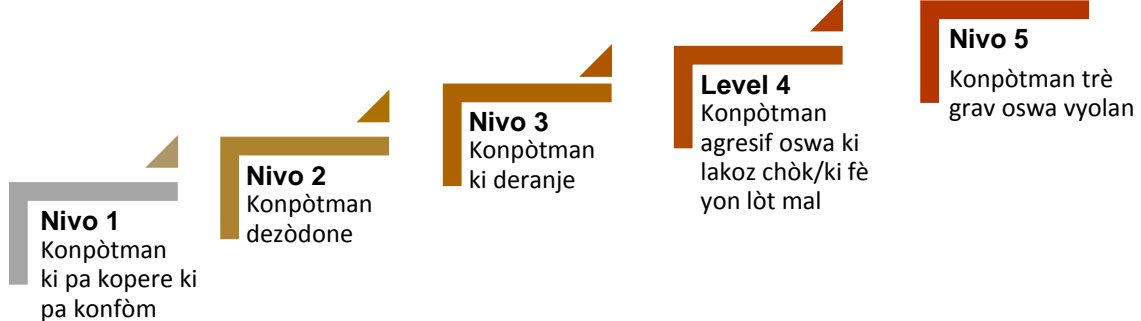 Nivo 1
Konpòtman
ki pa kopere ki
pa konfòm
Nivo 2
Konpòtman
dezòdone
Nivo 3
Konpòtman
ki deranje
Level 4
Konpòtman
agresif oswa ki
lakoz chòk/ki fè
yon lòt mal
Nivo 5
Konpòtman trè
grav oswa vyolan